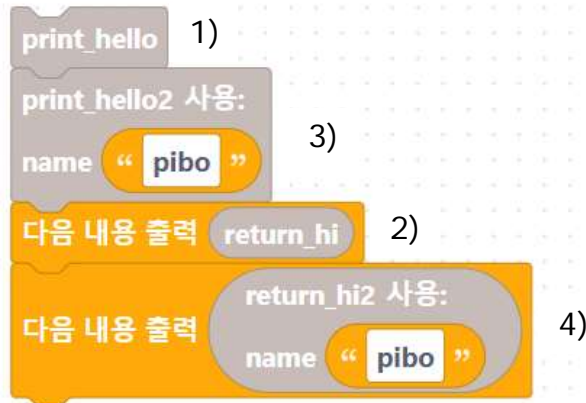 print_hello 1)
print_hello2 사용:
name “ pibo ” 3)
다음 내용 출력 return_hi 2)
return_hi2 사용:
다음 내용 출력 4)
name “ pibo ”